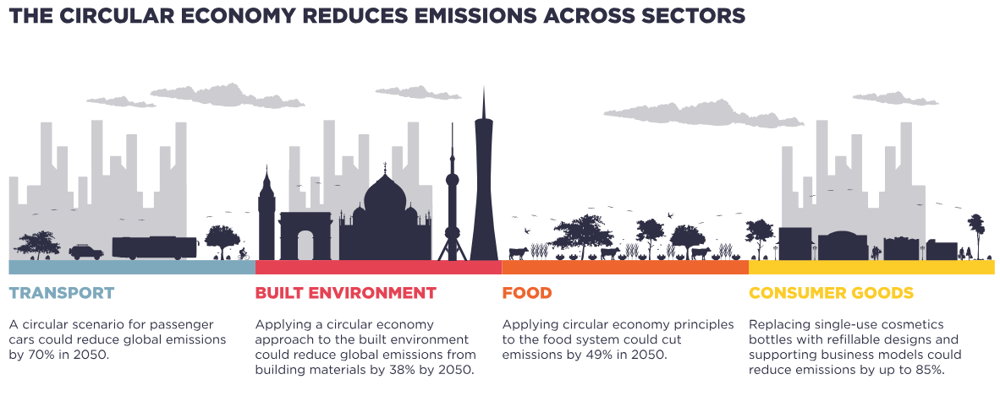 THE CIRCULAR ECONOMY REDUCES EMISSIONS ACROSS SECTORS
TRANSPORT
A circular scenario for passenger
cars could reduce global emissions
by 70% in 2050.
BUILT ENVIRONMENT
Applying a circular economy
approach to the built environment
could reduce global emissions from
building materials by 38% by 2050.
FOOD
Applying circular economy principles
to the food system could cut
emissions by 49% in 2050.
CONSUMER GOODS
Replacing single-use cosmetics
bottles with refillable designs and
supporting business models could
reduce emissions by up to 85%.